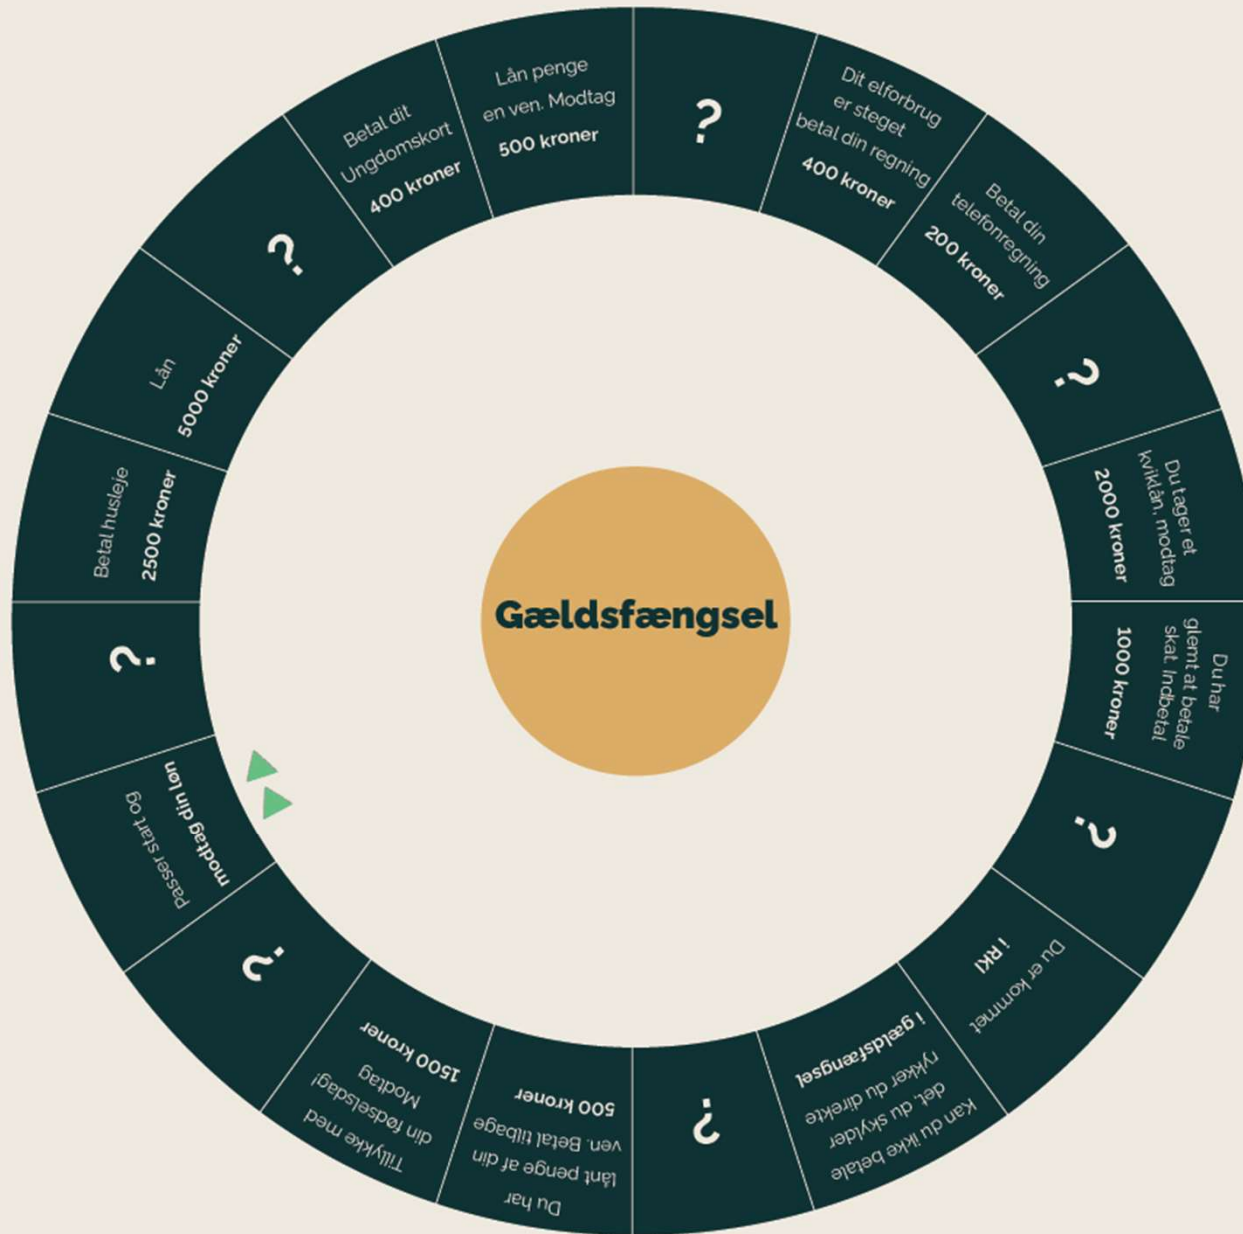 Lån penge
en ven. Modtag
500 kroner
?
Dit elforbrug
er steget
betal din regning
400 kroner
Betal din
telefonregning
200 kroner
?
Du tager et
kviklån, modtag
2000 kroner
Du har
glemt at betale
skat. Indbetal
1000 kroner
?
Du er kommet
i RKI
Kan du ikke betale
det, du skylder
rykker du direkte
i gældsfængsel
?
Du har
lånt penge af din
ven. Betal tilbage
500 kroner
Tillykke med
din fødselsdag!
Modtag
1500 kroner
?
Passer start og
modtag din løn
?
Betal husleje
2500 kroner
Lån
5000 kroner
?
Betal dit
Ungdomskort
400 kroner
Gældsfængsel